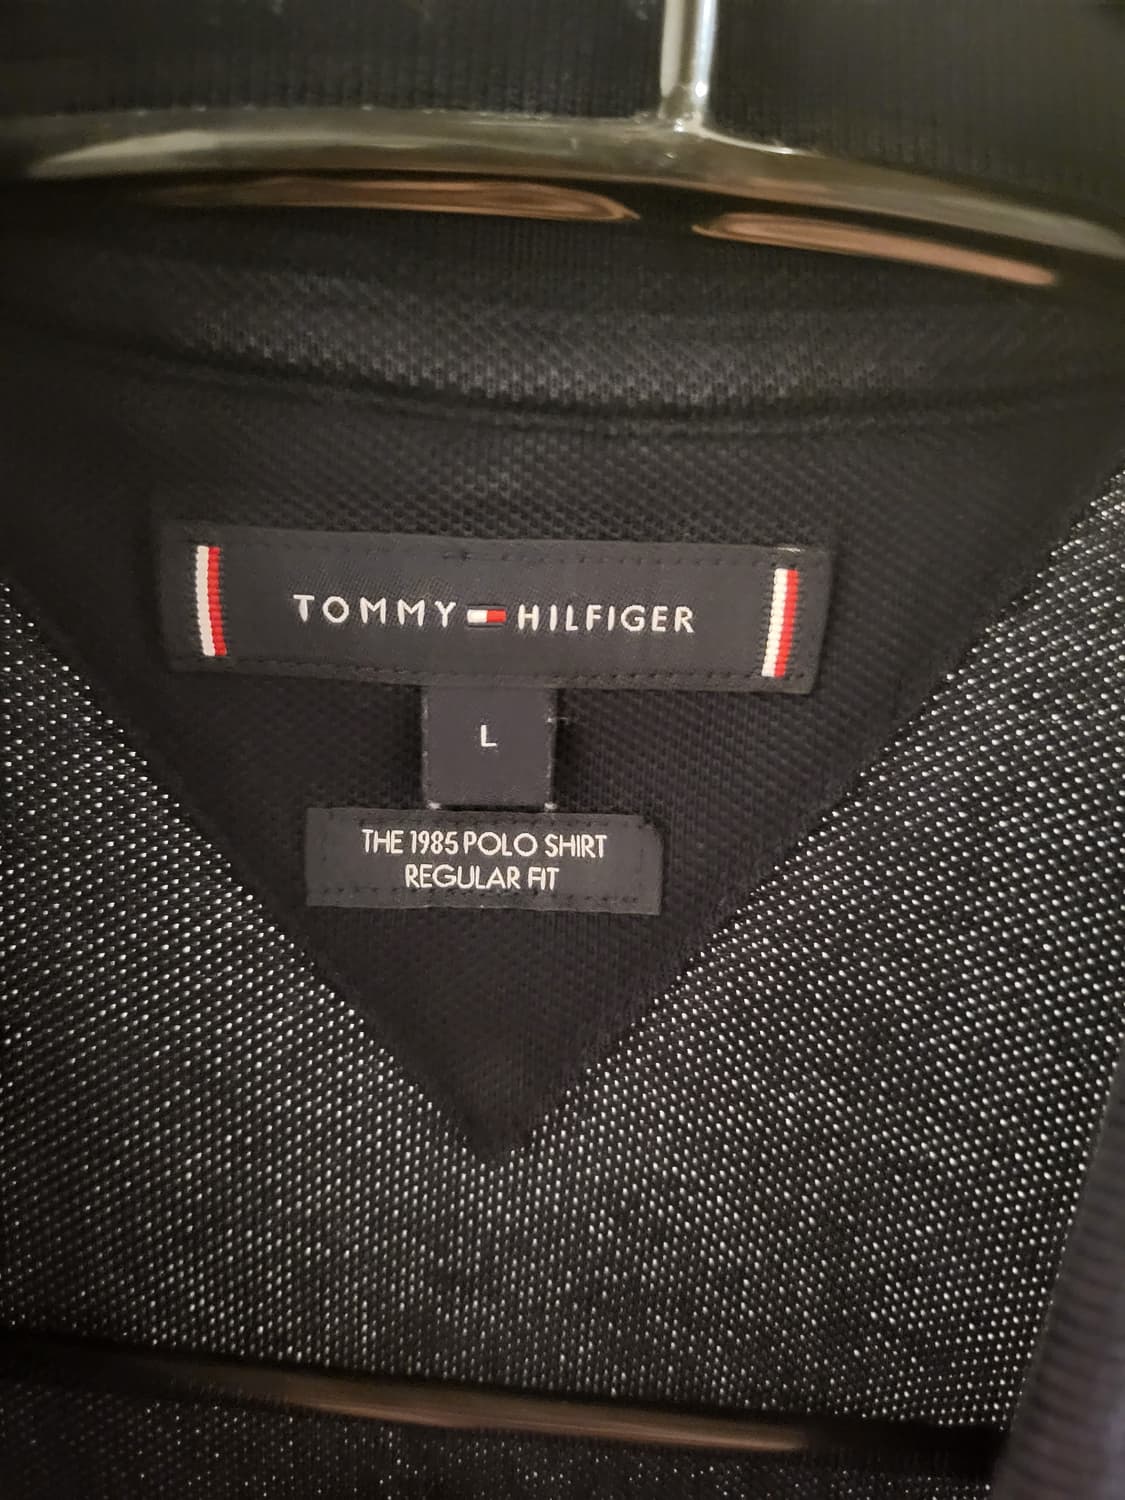 TOMMY HILFIGER
L
THE 1985 POLO SHIRT
REGULAR FIT